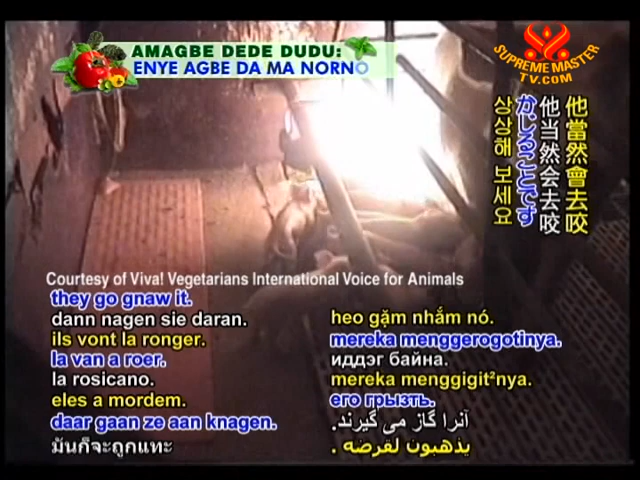 AMAGBE DEDE DUDU:
ENYE AGBE DA MA NORNO
SUPREME MASTER
TV.COM
他當然會去咬
他当然会去咬
かじることです
상상해 보세요
Courtesy of Viva! Vegetarians International Voice for Animals
they go gnaw it.
dann nagen sie daran.
ils vont la ronger.
la van a roer.
la rosicano.
eles a mordem.
daar gaan ze aan knagen.
มันก็จะถูกแทะ
heo gặm nhắm nó.
mereka menggerogotinya.
иддэг байна.
mereka menggigit²nya.
его грызть.
آنرا گاز می گیرند.
يذهبون لقرضه .